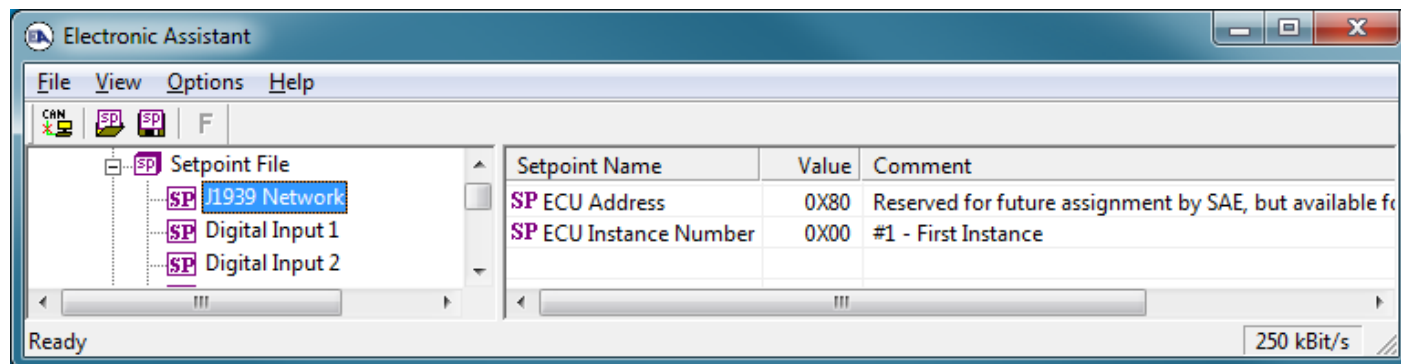 Electronic Assistant
File View Options Help
CAN SP SP F
SP Setpoint File
SP J1939 Network
SP Digital Input 1
SP Digital Input 2
Setpoint Name Value Comment
SP ECU Address 0X80 Reserved for future assignment by SAE, but available fo
SP ECU Instance Number 0X00 #1 - First Instance
Ready 250 kBit/s